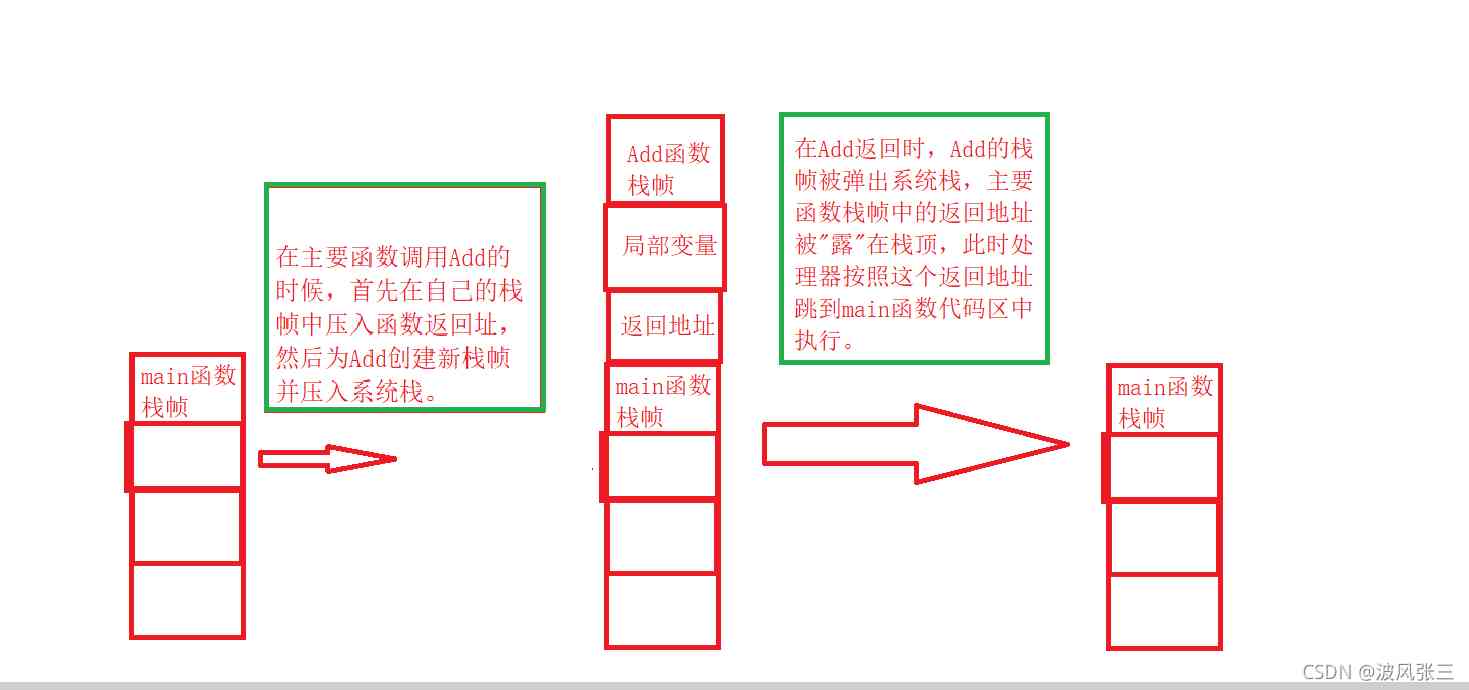 main函数
栈帧
在主要函数调用Add的
时候，首先在自己的栈
帧中压入函数返回址，
然后为Add创建新栈帧
并压入系统栈。
Add函数
栈帧
局部变量
返回地址
main函数
栈帧
在Add返回时，Add的栈
帧被弹出系统栈，主要
函数栈帧中的返回地址
被"露"在栈顶，此时处
理器按照这个返回地址
跳到main函数代码区中
执行。
main函数
栈帧
CSDN @波风张三